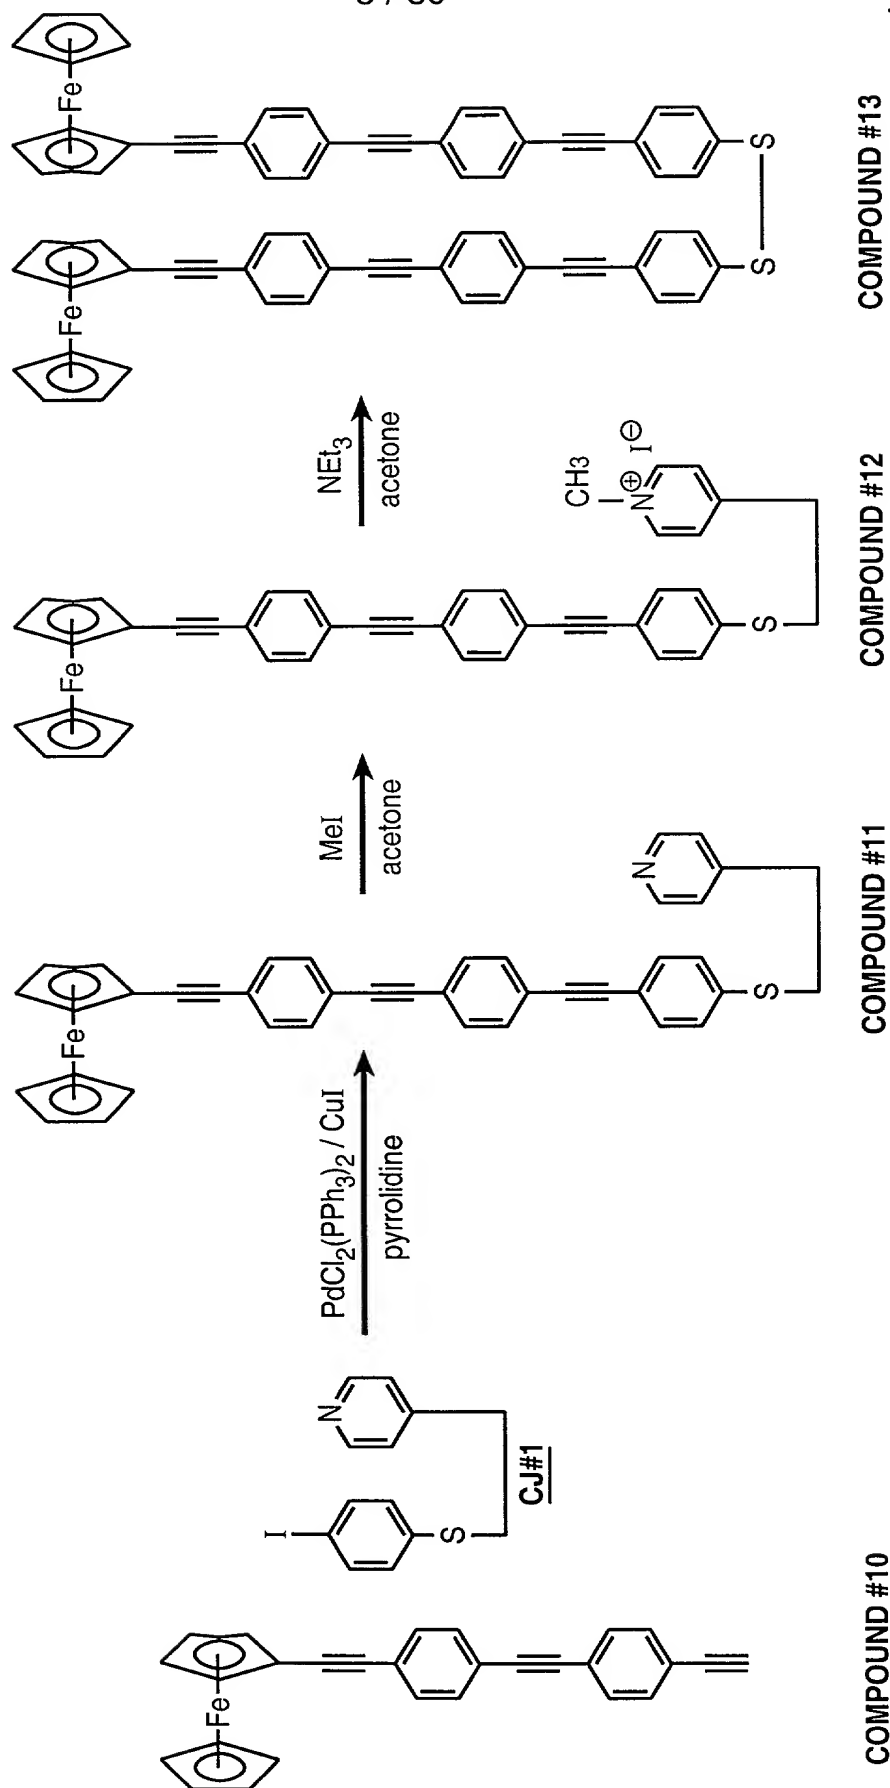 Fe
COMPOUND #10
I
S
N
CJ#1
PdCl2(PPh3)2 / CuI
pyrrolidine
Fe
S
N
COMPOUND #11
MeI
acetone
Fe
S
CH3
N⊕ I⊖
COMPOUND #12
NEt3
acetone
Fe
Fe
S
S
COMPOUND #13